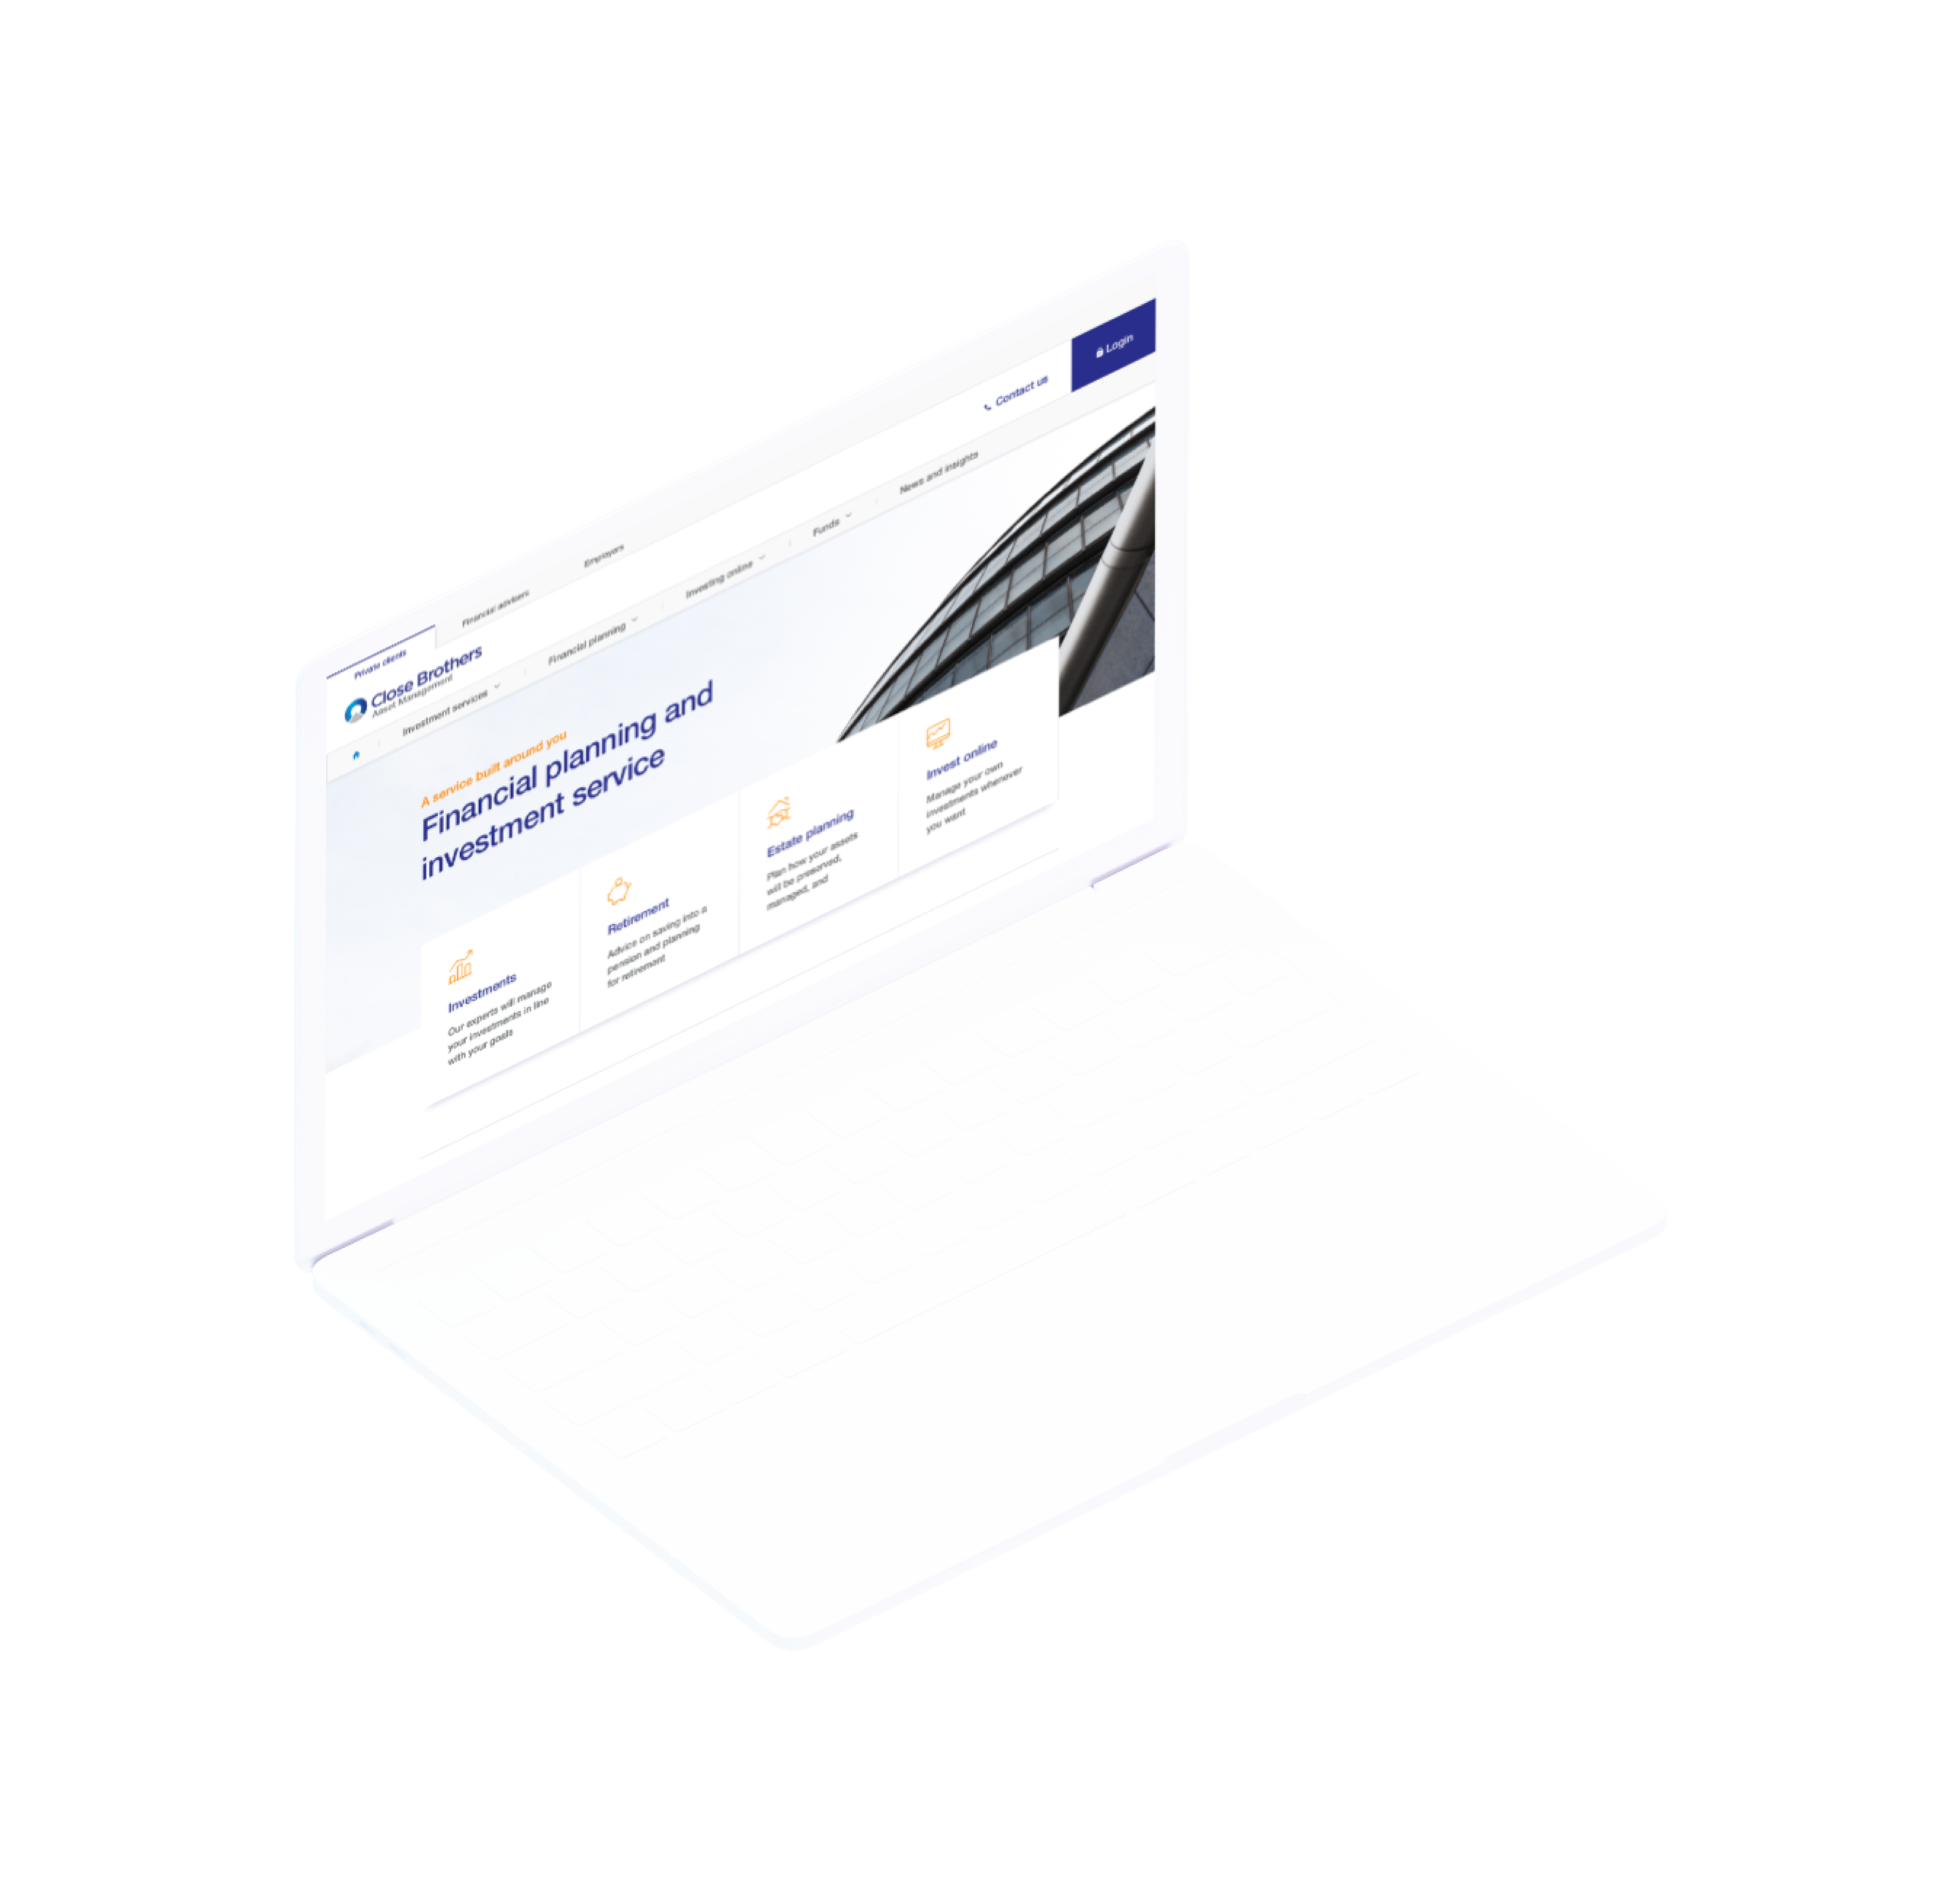 Private clients
Financial advisers
Employers
Close Brothers
Asset Management
Contact us
Login
Investment services
Financial planning
Investing online
Funds
News and insights
A service built around you
Financial planning and
investment service
Investments
Our experts will manage
your investments in line
with your goals
Retirement
Advice on saving into a
pension and planning
for retirement
Estate planning
Plan how your assets
will be preserved,
managed, and
Invest online
Manage your own
investments whenever
you want